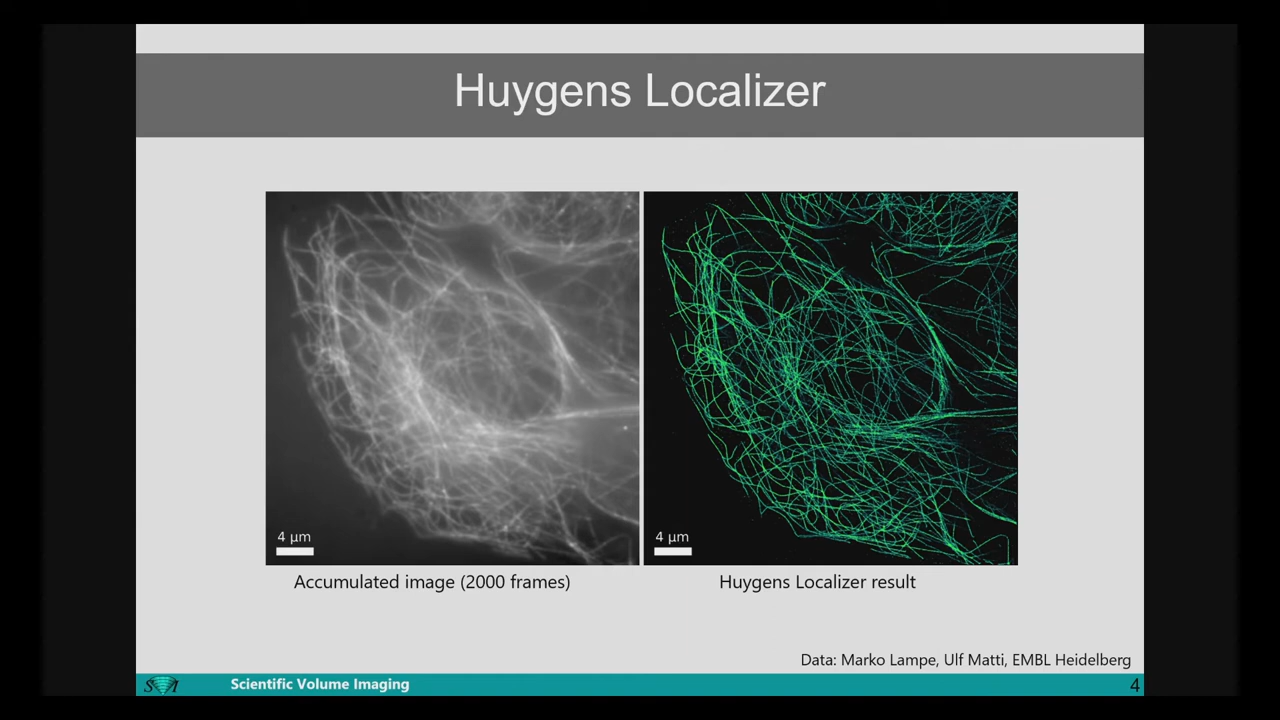 Huygens Localizer
4 μm
4 μm
Accumulated image (2000 frames)
Huygens Localizer result
Data: Marko Lampe, Ulf Matti, EMBL Heidelberg
SVI
Scientific Volume Imaging
4